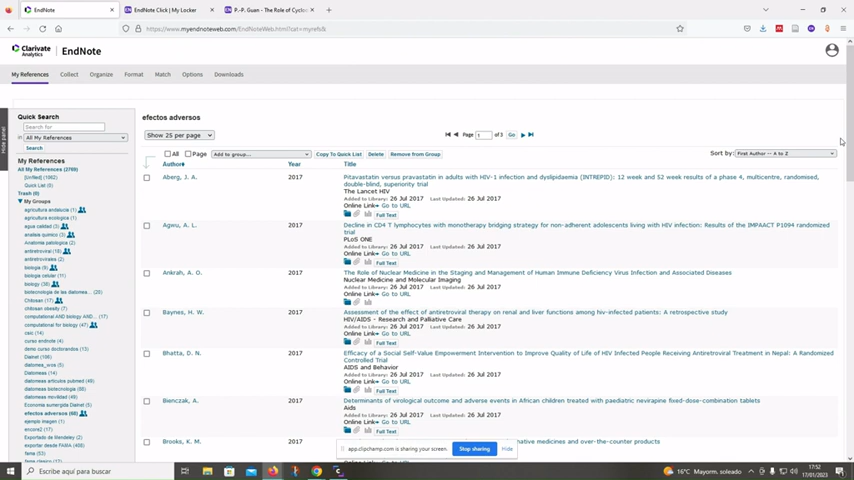 EndNote
EndNote Click | My Locker
P.-P. Guan - The Role of Cyclo
https://www.myendnoteweb.com/EndNoteWeb.html?cat=myrefs&
Clarivate
Analytics
EndNote
My References
Collect
Organize
Format
Match
Options
Downloads
Hide panel
Quick Search
Search for
in All My References
Search
My References
All My References (2769)
[Unfiled] (1062)
Quick List (0)
Trash (0)
My Groups
agricultura andalucia (1)
agricultura ecológica (1)
agua calidad (3)
analisis quimico (3)
Anatomia patologica (2)
antiretroviral (18)
antiretrovirales (2)
biologia (9)
biologia celular (11)
biology (38)
biotecnologia de las diatomea... (26)
Chitosan (17)
chitosan obesity (7)
computational AND biology AND... (17)
computational for biology (47)
csic (14)
curso endnote (4)
demo curso doctorandos (13)
Dainet (106)
diatomea_wos (5)
Diatomeas (14)
diatomeas articulos pubmed (46)
diatomeas biotecnologia (88)
diatomeas movilidad (49)
Economia sumergida Dainet (5)
efectos adversos (68)
ejemplo imagen (1)
encore2 (17)
Exportada de Mendeley (2)
exportar desde FAMA (408)
fama (53)
efectos adversos
Show 25 per page
Page 1 of 3 Go
All Page Add to group... Copy To Quick List Delete Remove from Group
Sort by: First Author -- A to Z
Author Year Title
Aberg, J. A. 2017 Pitavastatin versus pravastatin in adults with HIV-1 infection and dyslipidaemia (INTREPID): 12 week and 52 week results of a phase 4, multicentre, randomised,
double-blind, superiority trial
The Lancet HIV
Added to Library: 26 Jul 2017 Last Updated: 26 Jul 2017
Online Link Go to URL
Full Text
Agwu, A. L. 2017 Decline in CD4 T lymphocytes with monotherapy bridging strategy for non-adherent adolescents living with HIV infection: Results of the IMPAACT P1094 randomized
trial
PLoS ONE
Added to Library: 26 Jul 2017 Last Updated: 26 Jul 2017
Online Link Go to URL
Full Text
Ankrah, A. O. 2017 The Role of Nuclear Medicine in the Staging and Management of Human Immune Deficiency Virus Infection and Associated Diseases
Nuclear Medicine and Molecular Imaging
Added to Library: 26 Jul 2017 Last Updated: 26 Jul 2017
Online Link Go to URL
Baynes, H. W. 2017 Assessment of the effect of antiretroviral therapy on renal and liver functions among hiv-infected patients: A retrospective study
HIV/AIDS - Research and Palliative Care
Added to Library: 26 Jul 2017 Last Updated: 26 Jul 2017
Online Link Go to URL
Full Text
Bhatta, D. N. 2017 Efficacy of a Social Self-Value Empowerment Intervention to Improve Quality of Life of HIV Infected People Receiving Antiretroviral Treatment in Nepal: A Randomized
Controlled Trial
AIDS and Behavior
Added to Library: 26 Jul 2017 Last Updated: 26 Jul 2017
Online Link Go to URL
Full Text
Bienczak, A. 2017 Determinants of virological outcome and adverse events in African children treated with paediatric nevirapine fixed-dose-combination tablets
Aids
Added to Library: 26 Jul 2017 Last Updated: 26 Jul 2017
Online Link Go to URL
Full Text
Brooks, K. M. 2017 native medicines and over-the-counter products
app.clipchamp.com is sharing your screen.
Stop sharing
Hide
Escribe aquí para buscar
16°C Mayorm. soleado
17:52
17/01/2023